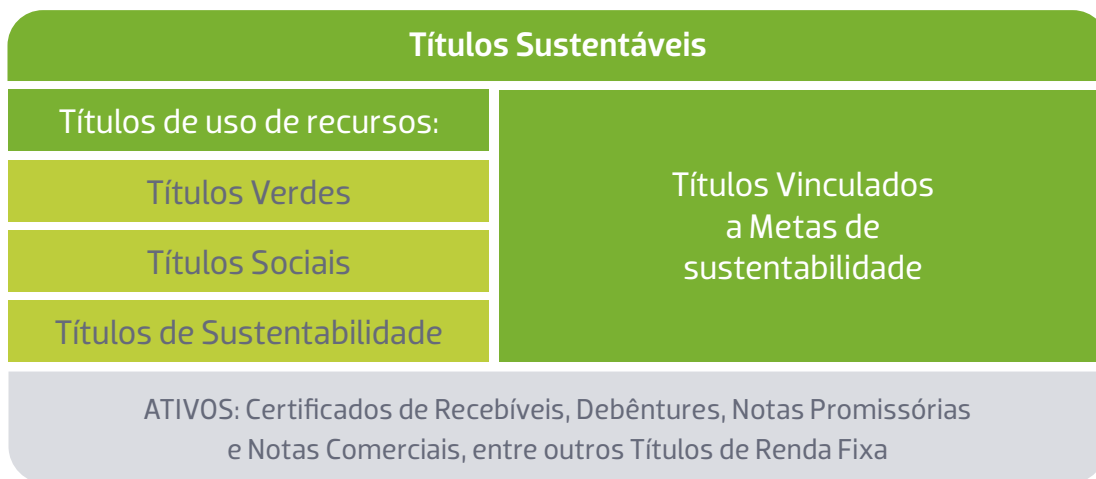 Títulos Sustentáveis
Títulos de uso de recursos:
Títulos Verdes
Títulos Sociais
Títulos de Sustentabilidade
Títulos Vinculados
a Metas de
sustentabilidade
ATIVOS: Certificados de Recebíveis, Debêntures, Notas Promissórias
e Notas Comerciais, entre outros Títulos de Renda Fixa